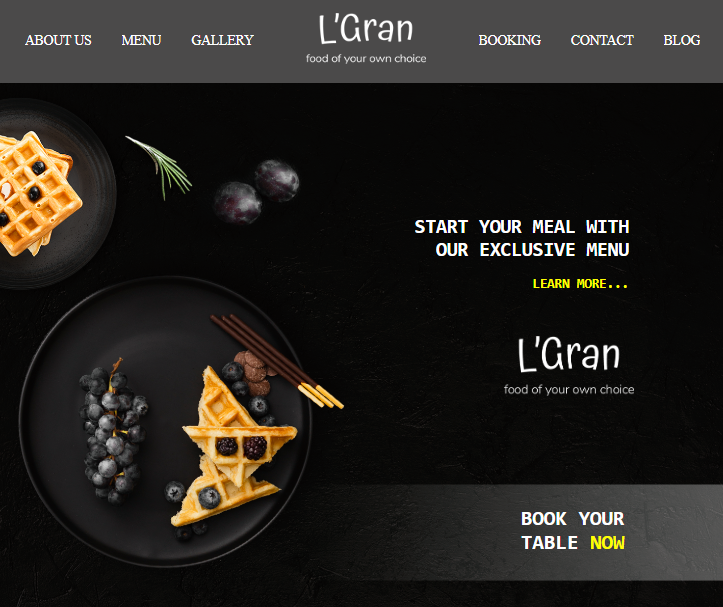 ABOUT US MENU GALLERY L'Gran BOOKING CONTACT BLOG
food of your own choice
START YOUR MEAL WITH
OUR EXCLUSIVE MENU
LEARN MORE...
L'Gran
food of your own choice
BOOK YOUR
TABLE NOW